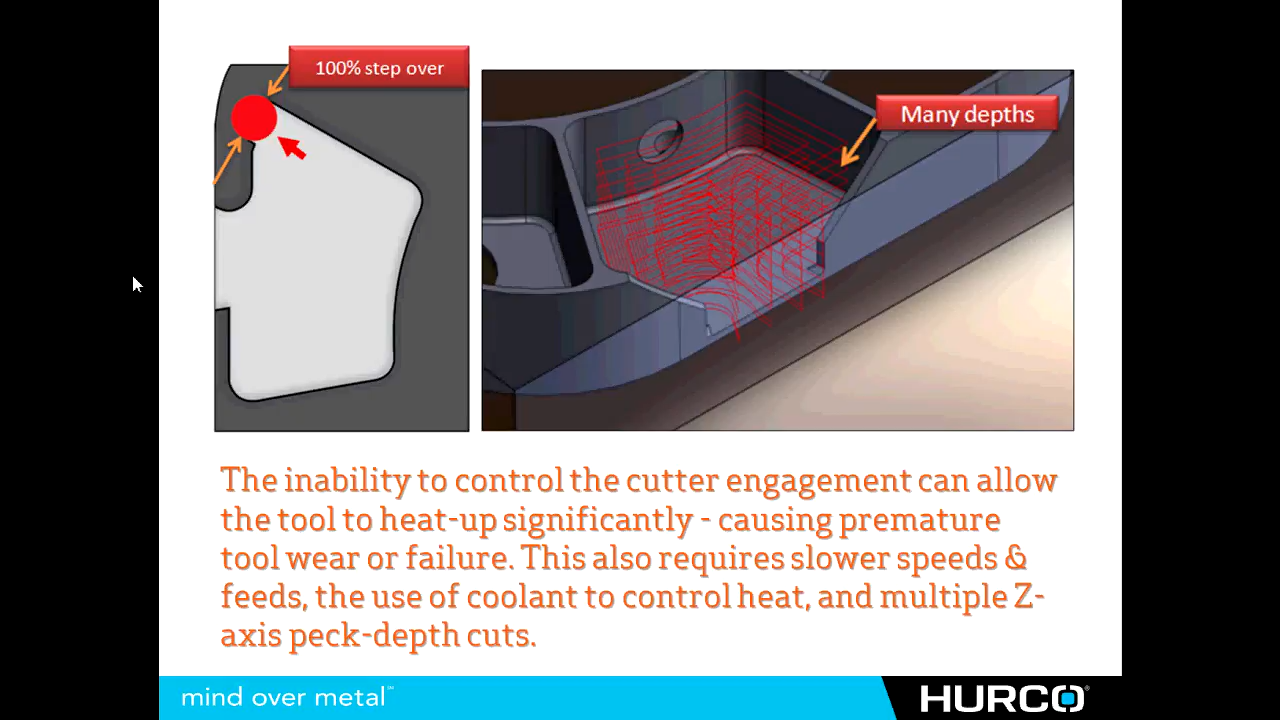 100% step over
Many depths
The inability to control the cutter engagement can allow
the tool to heat-up significantly - causing premature
tool wear or failure. This also requires slower speeds &
feeds, the use of coolant to control heat, and multiple Z-
axis peck-depth cuts.
mind over metal℠
HURCO®